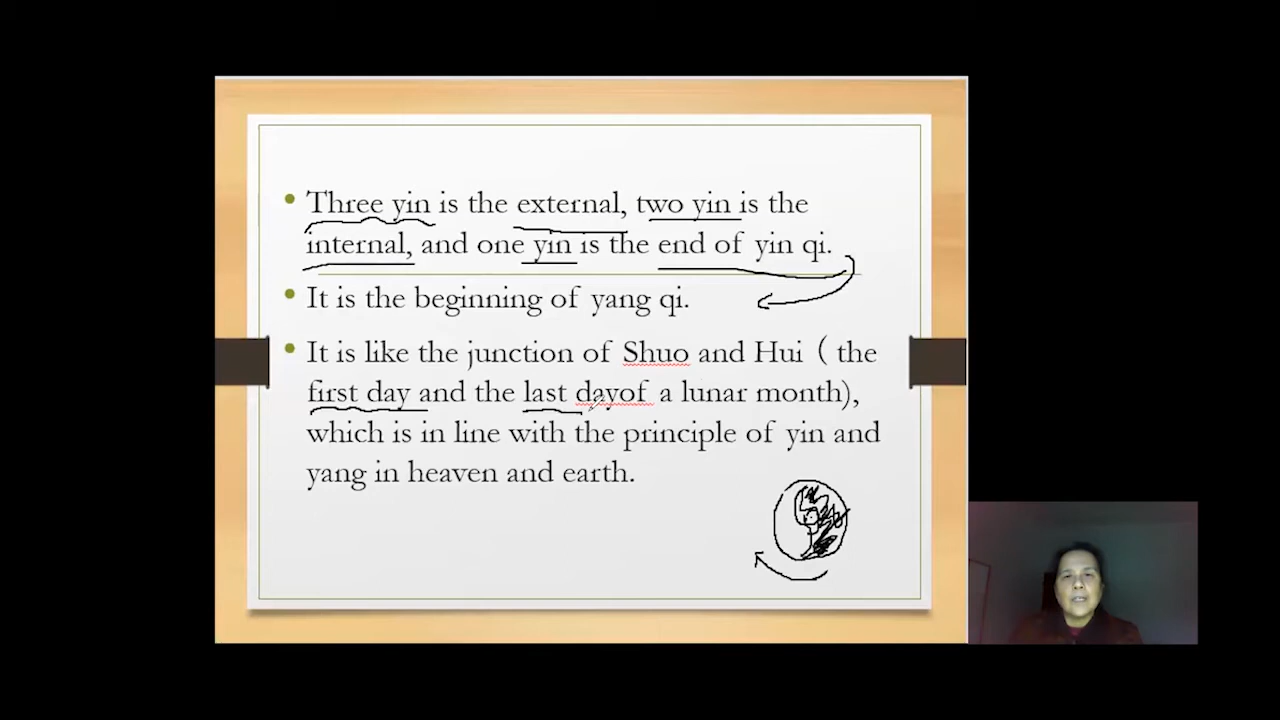 Three yin is the external, two yin is the
internal, and one yin is the end of yin qi.
It is the beginning of yang qi.
It is like the junction of Shuo and Hui ( the
first day and the last dayof a lunar month),
which is in line with the principle of yin and
yang in heaven and earth.